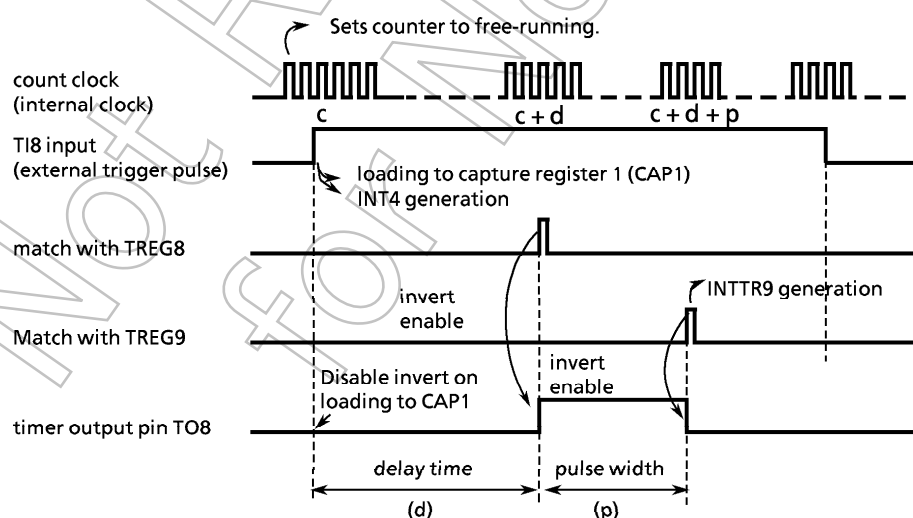 Sets counter to free-running.
count clock
(internal clock)
c
c + d
c + d + p
TI8 input
(external trigger pulse)
loading to capture register 1 (CAP1)
INT4 generation
match with TREG8
INTTR9 generation
invert
enable
Match with TREG9
invert
enable
Disable invert on
loading to CAP1
timer output pin TO8
delay time
pulse width
(d)
(p)
Not R
for N